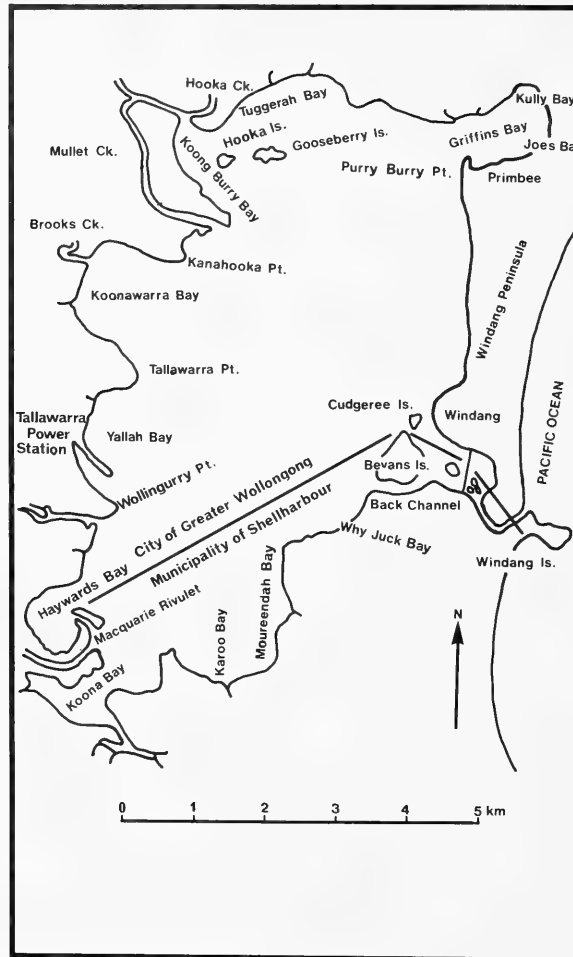 Hooka Ck.
Tuggerah Bay
Kully Bay
Hooka Is.
Gooseberry Is.
Griffins Bay
Joes Ba
Mullet Ck.
Koong Burry Bay
Purry Burry Pt.
Primbee
Brooks Ck.
Kanahooka Pt.
Koonawarra Bay
Windang Peninsula
Tallawarra Pt.
PACIFIC OCEAN
Cudgeree Is.
Windang
Tallawarra
Power
Station
Yallah Bay
Bevans Is.
Wollingurry Pt.
City of Greater Wollongong
Municipality of Shellharbour
Back Channel
Why Juck Bay
Windang Is.
Haywards Bay
Macquarie Rivulet
Karoo Bay
Moureendah Bay
Koona Bay
N
0 1 2 3 4 5 km